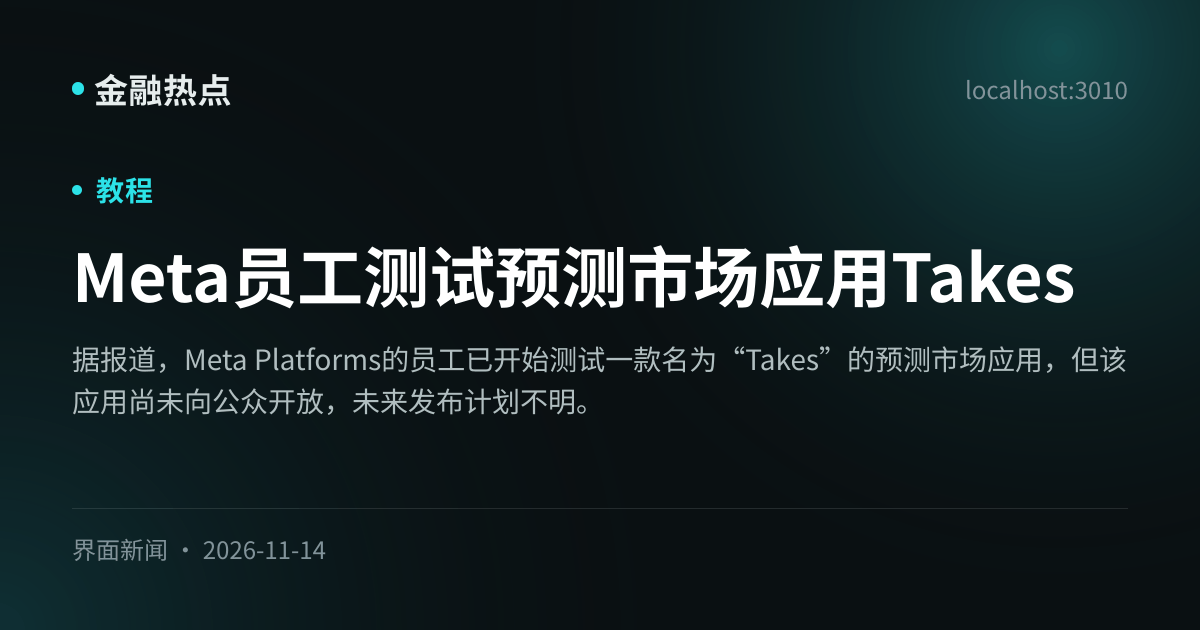 金融热点
localhost:3010
教程
Meta员工测试预测市场应用Takes
据报道，Meta Platforms的员工已开始测试一款名为“Takes”的预测市场应用，但该
应用尚未向公众开放，未来发布计划不明。
界面新闻 • 2026-11-14